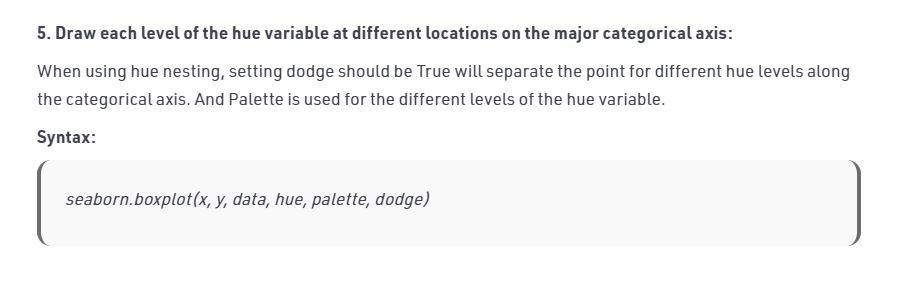 5. Draw each level of the hue variable at different locations on the major categorical axis:
When using hue nesting, setting dodge should be True will separate the point for different hue levels along
the categorical axis. And Palette is used for the different levels of the hue variable.
Syntax:
seaborn.boxplot(x, y, data, hue, palette, dodge)